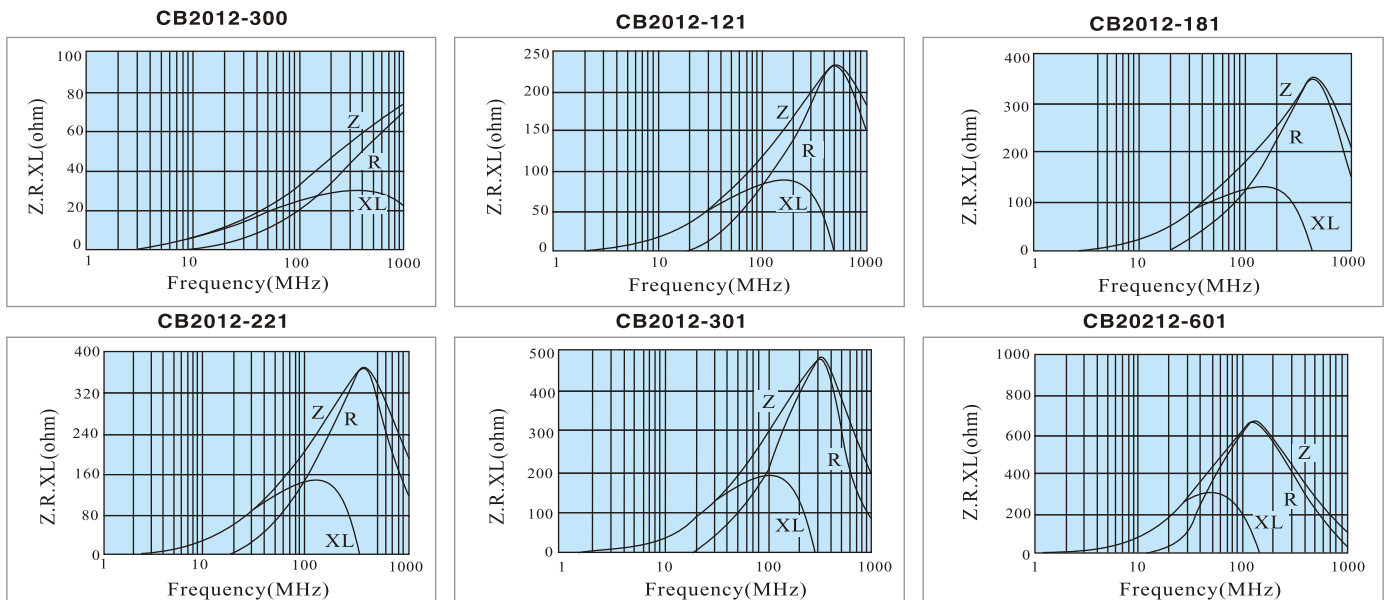 CB2012-300
100
80
60
40
20
0
Z.R.XL(ohm)
Z
R
XL
1 10 100 1000
Frequency(MHz)
CB2012-121
250
200
150
100
50
0
Z.R.XL(ohm)
Z
R
XL
1 10 100 1000
Frequency(MHz)
CB2012-181
400
300
200
100
0
Z.R.XL(ohm)
Z
R
XL
1 10 100 1000
Frequency(MHz)
CB2012-221
400
320
240
160
80
0
Z.R.XL(ohm)
Z
R
XL
1 10 100 1000
Frequency(MHz)
CB2012-301
500
400
300
200
100
0
Z.R.XL(ohm)
Z
R
XL
1 10 100 1000
Frequency(MHz)
CB20212-601
1000
800
600
400
200
0
Z.R.XL(ohm)
Z
R
XL
1 10 100 1000
Frequency(MHz)